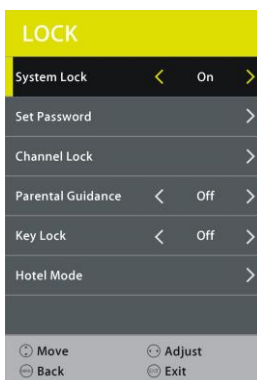 LOCK
System Lock < On >
Set Password >
Channel Lock >
Parental Guidance < Off >
Key Lock < Off >
Hotel Mode >
Move Adjust
Back Exit